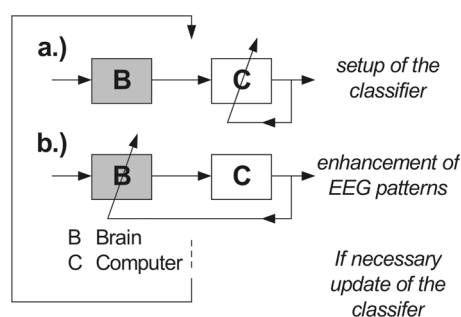 a.)
B
C
setup of the
classifier
b.)
B
C
enhancement of
EEG patterns
B Brain
C Computer
If necessary
update of the
classifer